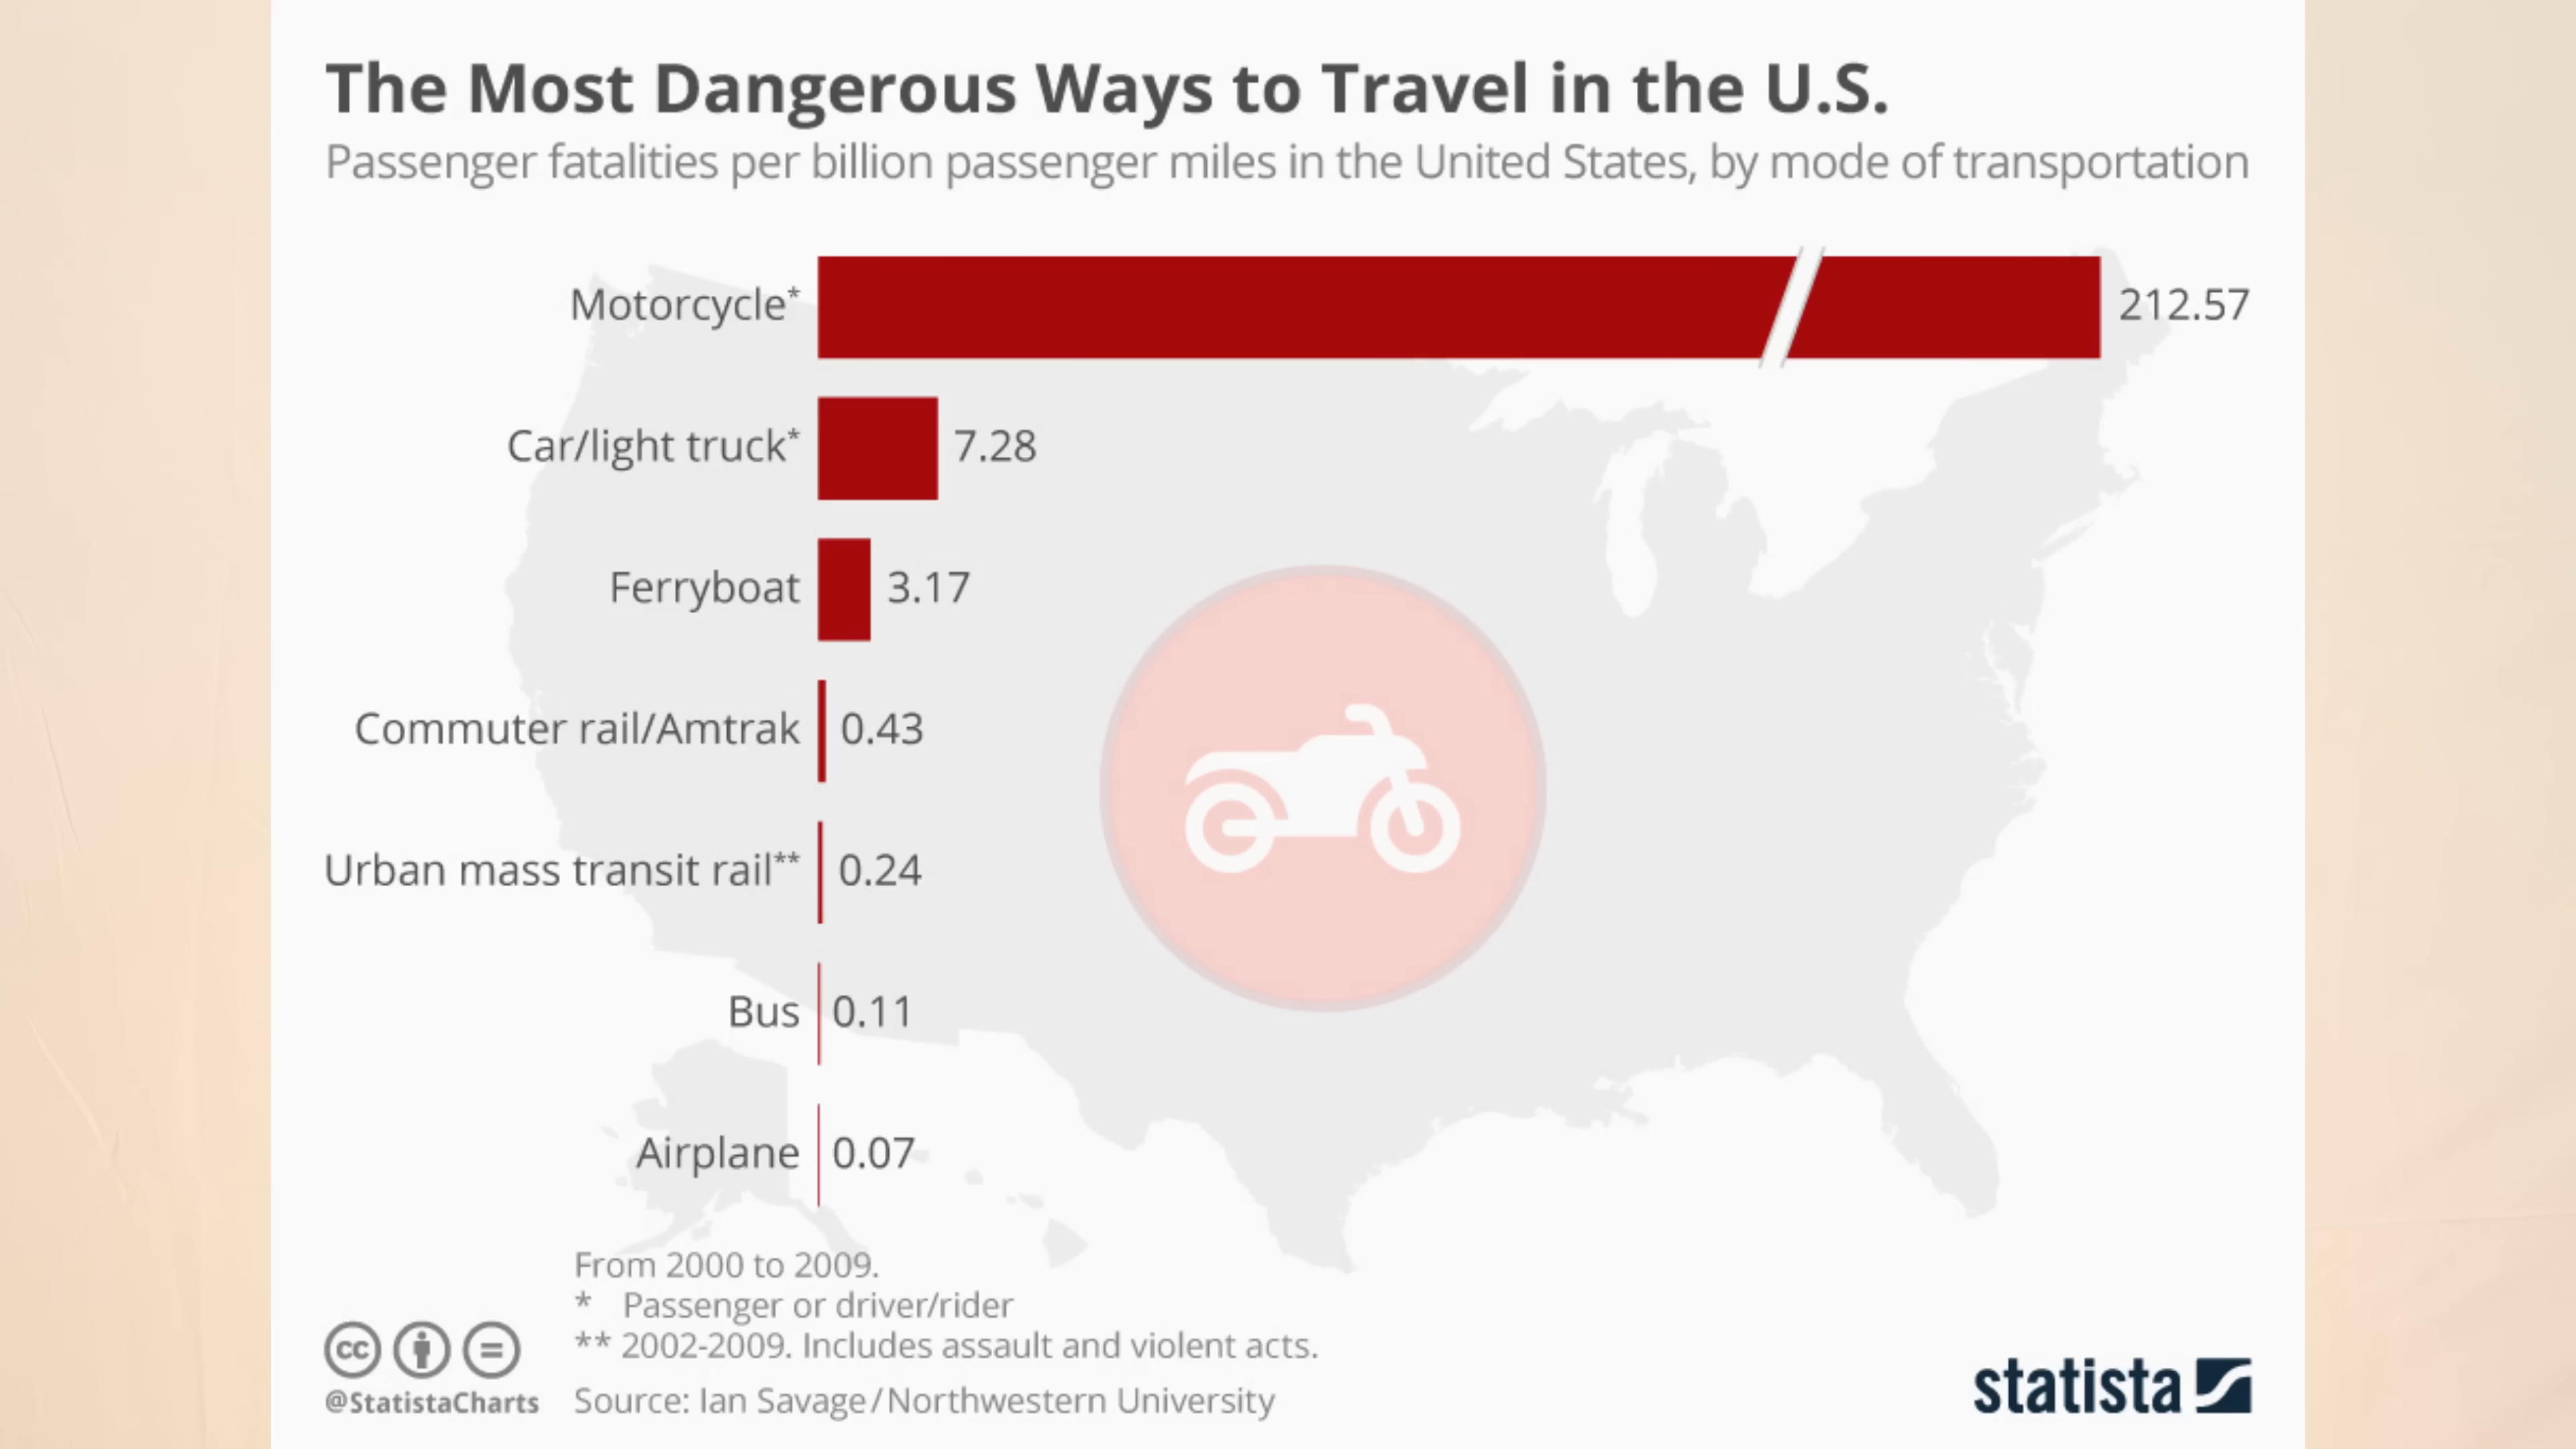 The Most Dangerous Ways to Travel in the U.S.
Passenger fatalities per billion passenger miles in the United States, by mode of transportation
Motorcycle* 212.57
Car/light truck* 7.28
Ferryboat 3.17
Commuter rail/Amtrak 0.43
Urban mass transit rail** 0.24
Bus 0.11
Airplane 0.07
From 2000 to 2009.
* Passenger or driver/rider
** 2002-2009. Includes assault and violent acts.
Source: Ian Savage/Northwestern University
cc
@StatistaCharts
statista